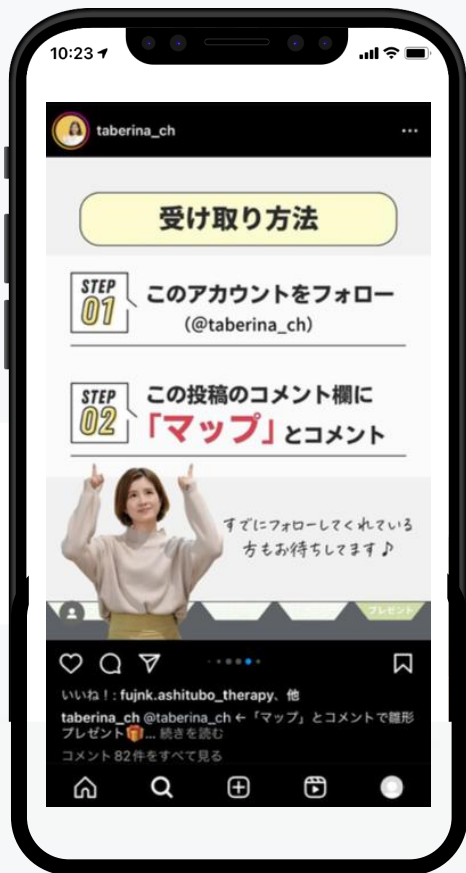 10:23
taberina_ch
受け取り方法
STEP
01
このアカウントをフォロー
(@taberina_ch)
STEP
02
この投稿のコメント欄に
「マップ」とコメント
すでにフォローしてくれている
方もお待ちしてます♪
プレゼント
いいね！: fujnk.ashitubo_therapy、他
taberina_ch @taberina_ch ←「マップ」とコメントで雛形
プレゼント🎁... 続きを読む
コメント82件をすべて見る